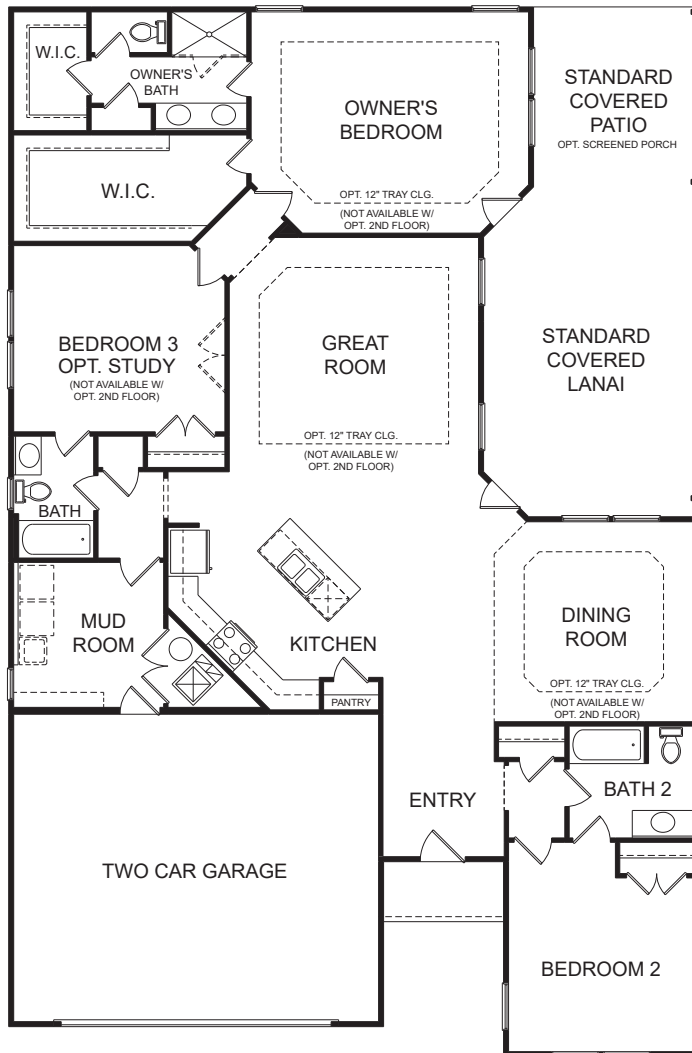 W.I.C.
OWNER'S
BATH
OWNER'S
BEDROOM
OPT. 12" TRAY CLG.
(NOT AVAILABLE W/
OPT. 2ND FLOOR)
STANDARD
COVERED
PATIO
OPT. SCREENED PORCH
W.I.C.
BEDROOM 3
OPT. STUDY
(NOT AVAILABLE W/
OPT. 2ND FLOOR)
GREAT
ROOM
OPT. 12" TRAY CLG.
(NOT AVAILABLE W/
OPT. 2ND FLOOR)
STANDARD
COVERED
LANAI
BATH
MUD
ROOM
KITCHEN
PANTRY
DINING
ROOM
OPT. 12" TRAY CLG.
(NOT AVAILABLE W/
OPT. 2ND FLOOR)
ENTRY
BATH 2
TWO CAR GARAGE
BEDROOM 2